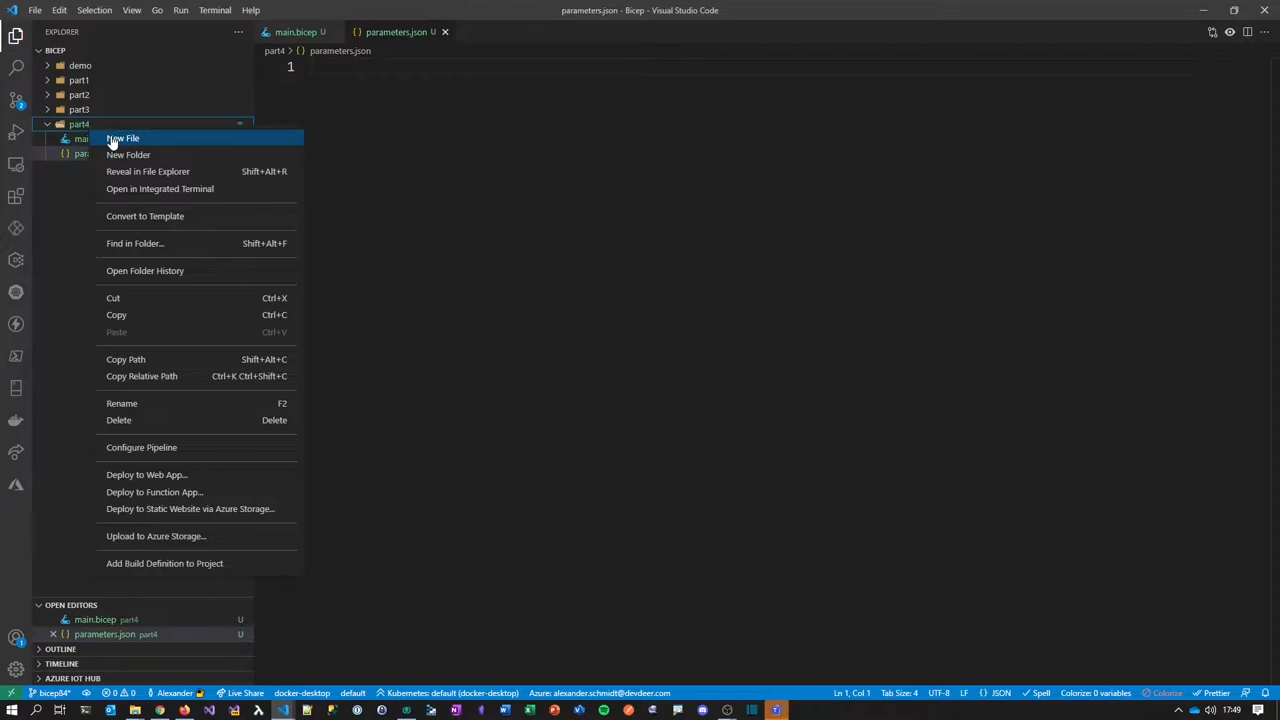 File Edit Selection View Go Run Terminal Help
parameters.json - Bicep - Visual Studio Code
EXPLORER
main.bicep U
{ } parameters.json U
BICEP
part4 > { } parameters.json
demo
part1
part2
part3
part4
mai
{ } para
1
New File
New Folder
Reveal in File Explorer Shift+Alt+R
Open in Integrated Terminal
Convert to Template
Find in Folder... Shift+Alt+F
Open Folder History
Cut Ctrl+X
Copy Ctrl+C
Paste Ctrl+V
Copy Path Shift+Alt+C
Copy Relative Path Ctrl+K Ctrl+Shift+C
Rename F2
Delete Delete
Configure Pipeline
Deploy to Web App...
Deploy to Function App...
Deploy to Static Website via Azure Storage...
Upload to Azure Storage...
Add Build Definition to Project
OPEN EDITORS
main.bicep part4 U
{ } parameters.json part4 U
OUTLINE
TIMELINE
AZURE IOT HUB
bicep84* 0 0 Alexander Live Share docker-desktop default Kubernetes: default (docker-desktop) Azure: alexander.schmidt@devdeer.com Ln 1, Col 1 Tab Size: 4 UTF-8 LF { } JSON Spell Colorize: 0 variables Colorize Prettier
17:49